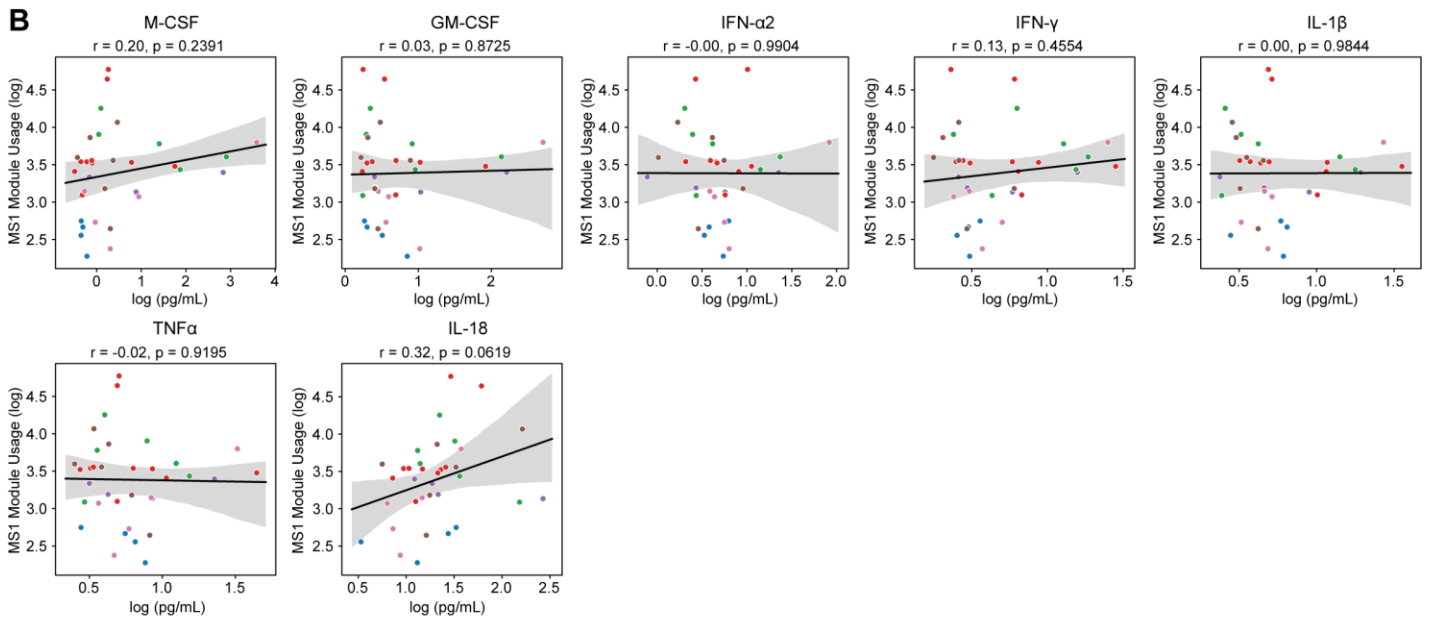 B
M-CSF
r = 0.20, p = 0.2391
MS1 Module Usage (log)
4.5
4.0
3.5
3.0
2.5
0 1 2 3 4
log (pg/mL)
GM-CSF
r = 0.03, p = 0.8725
MS1 Module Usage (log)
4.5
4.0
3.5
3.0
2.5
0 1 2
log (pg/mL)
IFN-α2
r = -0.00, p = 0.9904
MS1 Module Usage (log)
4.5
4.0
3.5
3.0
2.5
0.0 0.5 1.0 1.5 2.0
log (pg/mL)
IFN-γ
r = 0.13, p = 0.4554
MS1 Module Usage (log)
4.5
4.0
3.5
3.0
2.5
0.5 1.0 1.5
log (pg/mL)
IL-1β
r = 0.00, p = 0.9844
MS1 Module Usage (log)
4.5
4.0
3.5
3.0
2.5
0.5 1.0 1.5
log (pg/mL)
TNFα
r = -0.02, p = 0.9195
MS1 Module Usage (log)
4.5
4.0
3.5
3.0
2.5
0.5 1.0 1.5
log (pg/mL)
IL-18
r = 0.32, p = 0.0619
MS1 Module Usage (log)
4.5
4.0
3.5
3.0
2.5
0.5 1.0 1.5 2.0 2.5
log (pg/mL)